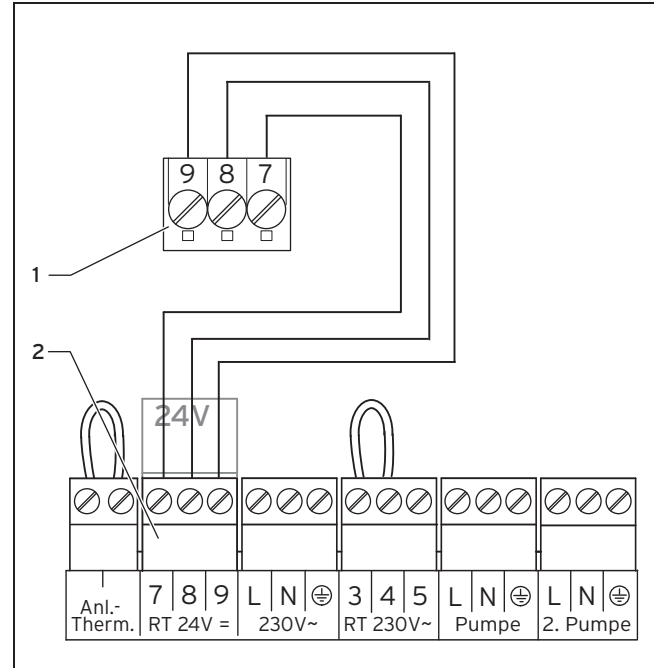 9 8 7
1
2
24V
7 8 9 L N 3 4 5 L N L N
Anl.-
Therm. RT 24V = 230V~ RT 230V~ Pumpe 2. Pumpe